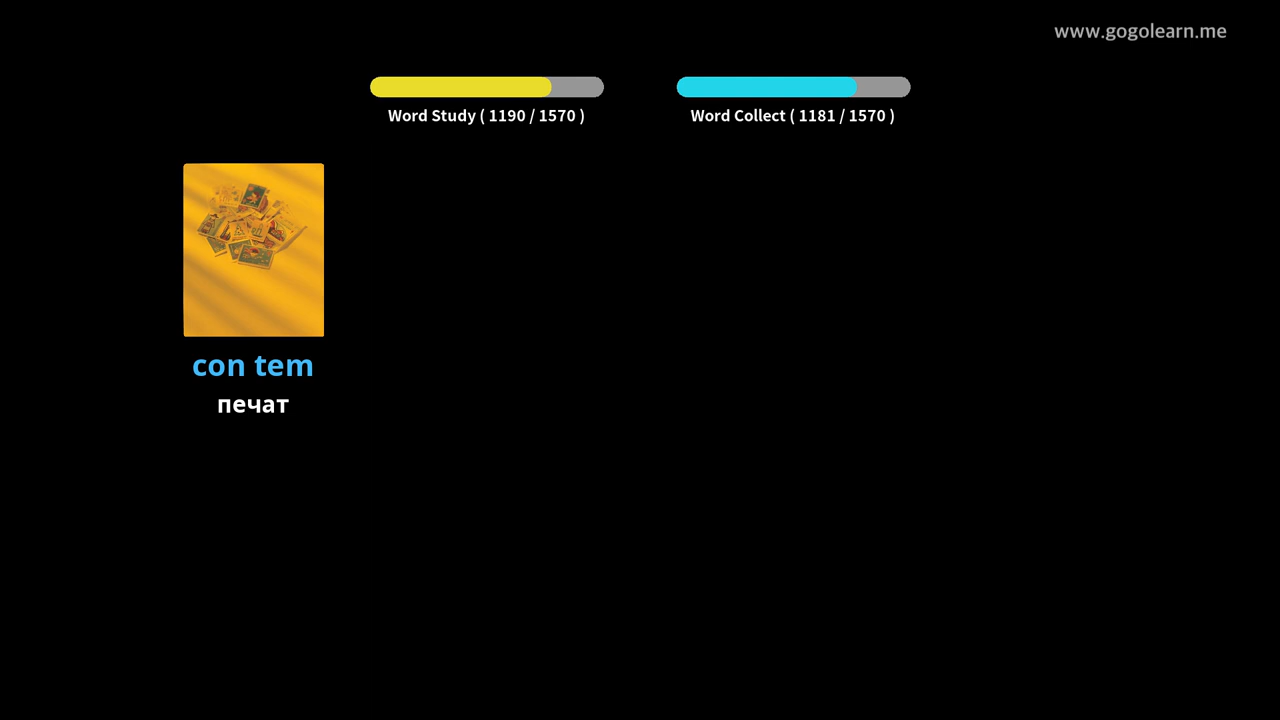 www.gogolearn.me
Word Study ( 1190 / 1570 )
Word Collect ( 1181 / 1570 )
con tem
печат